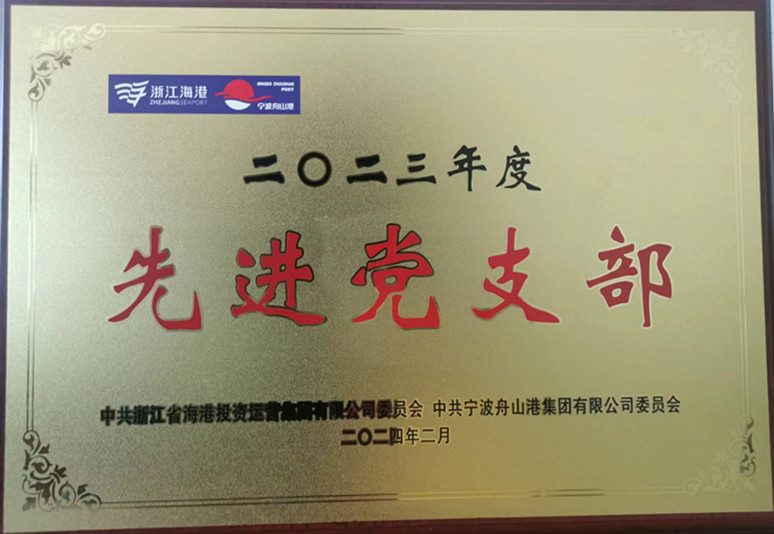 浙江海港
ZHEJIANG SEAPORT
NINGBO ZHOUSHAN
PORT
宁波舟山港
二〇二三年度
先进党支部
中共浙江省海港投资运营集团有限公司委员会 中共宁波舟山港集团有限公司委员会
二〇二四年二月